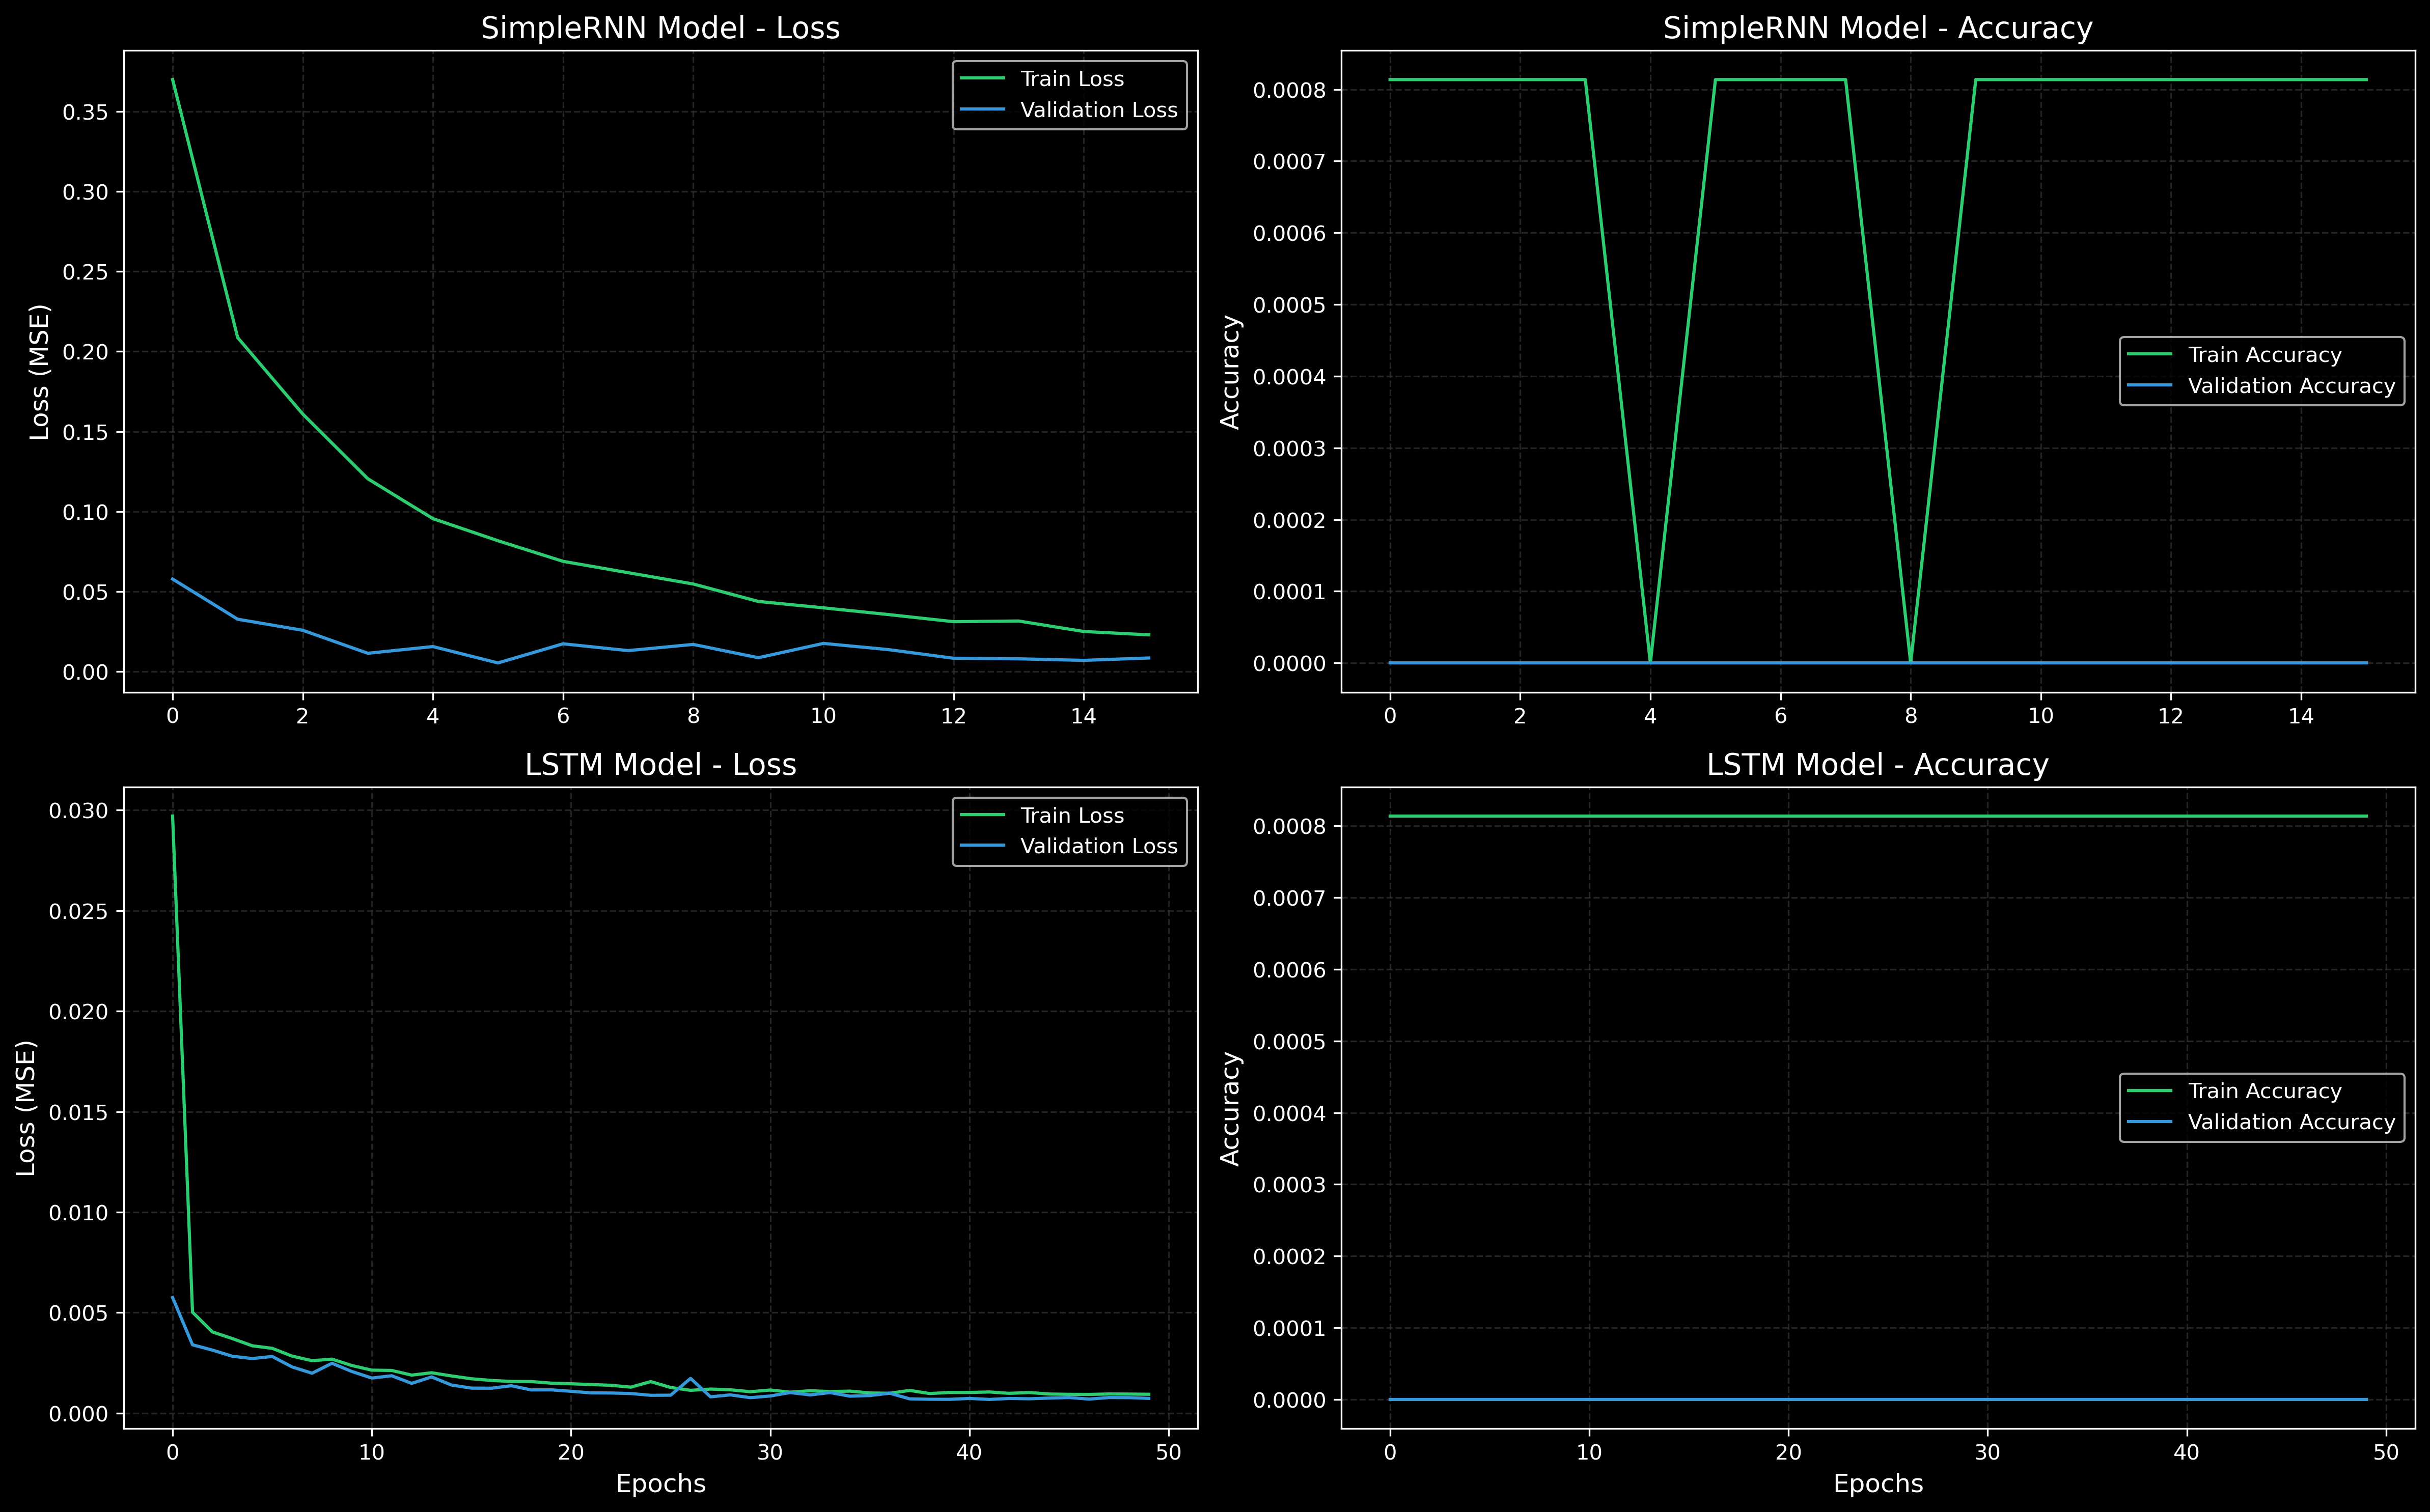 SimpleRNN Model - Loss
Loss (MSE)
0.35
0.30
0.25
0.20
0.15
0.10
0.05
0.00
0 2 4 6 8 10 12 14
Train Loss
Validation Loss
SimpleRNN Model - Accuracy
Accuracy
0.0008
0.0007
0.0006
0.0005
0.0004
0.0003
0.0002
0.0001
0.0000
0 2 4 6 8 10 12 14
Train Accuracy
Validation Accuracy
LSTM Model - Loss
Loss (MSE)
0.030
0.025
0.020
0.015
0.010
0.005
0.000
0 10 20 30 40 50
Epochs
Train Loss
Validation Loss
LSTM Model - Accuracy
Accuracy
0.0008
0.0007
0.0006
0.0005
0.0004
0.0003
0.0002
0.0001
0.0000
0 10 20 30 40 50
Epochs
Train Accuracy
Validation Accuracy